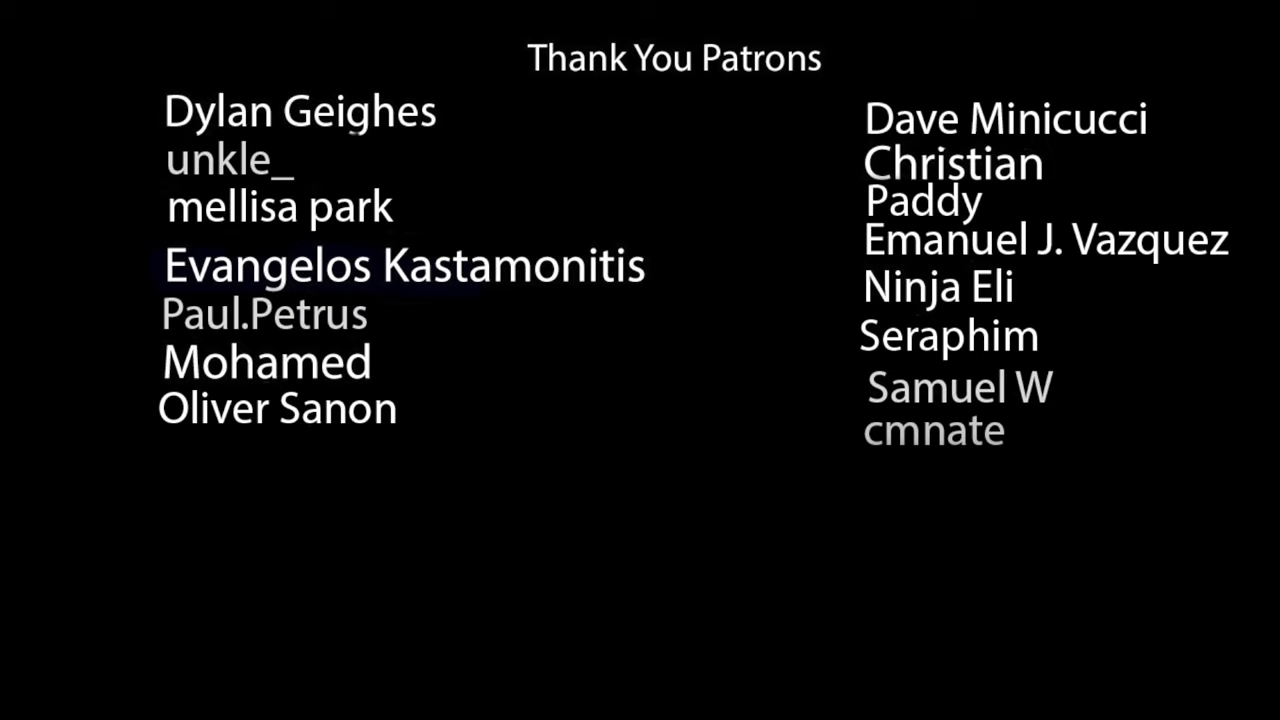 Thank You Patrons
Dylan Geighes
unkle_
mellisa park
Evangelos Kastamonitis
Paul.Petrus
Mohamed
Oliver Sanon
Dave Minicucci
Christian
Paddy
Emanuel J. Vazquez
Ninja Eli
Seraphim
Samuel W
cmnate